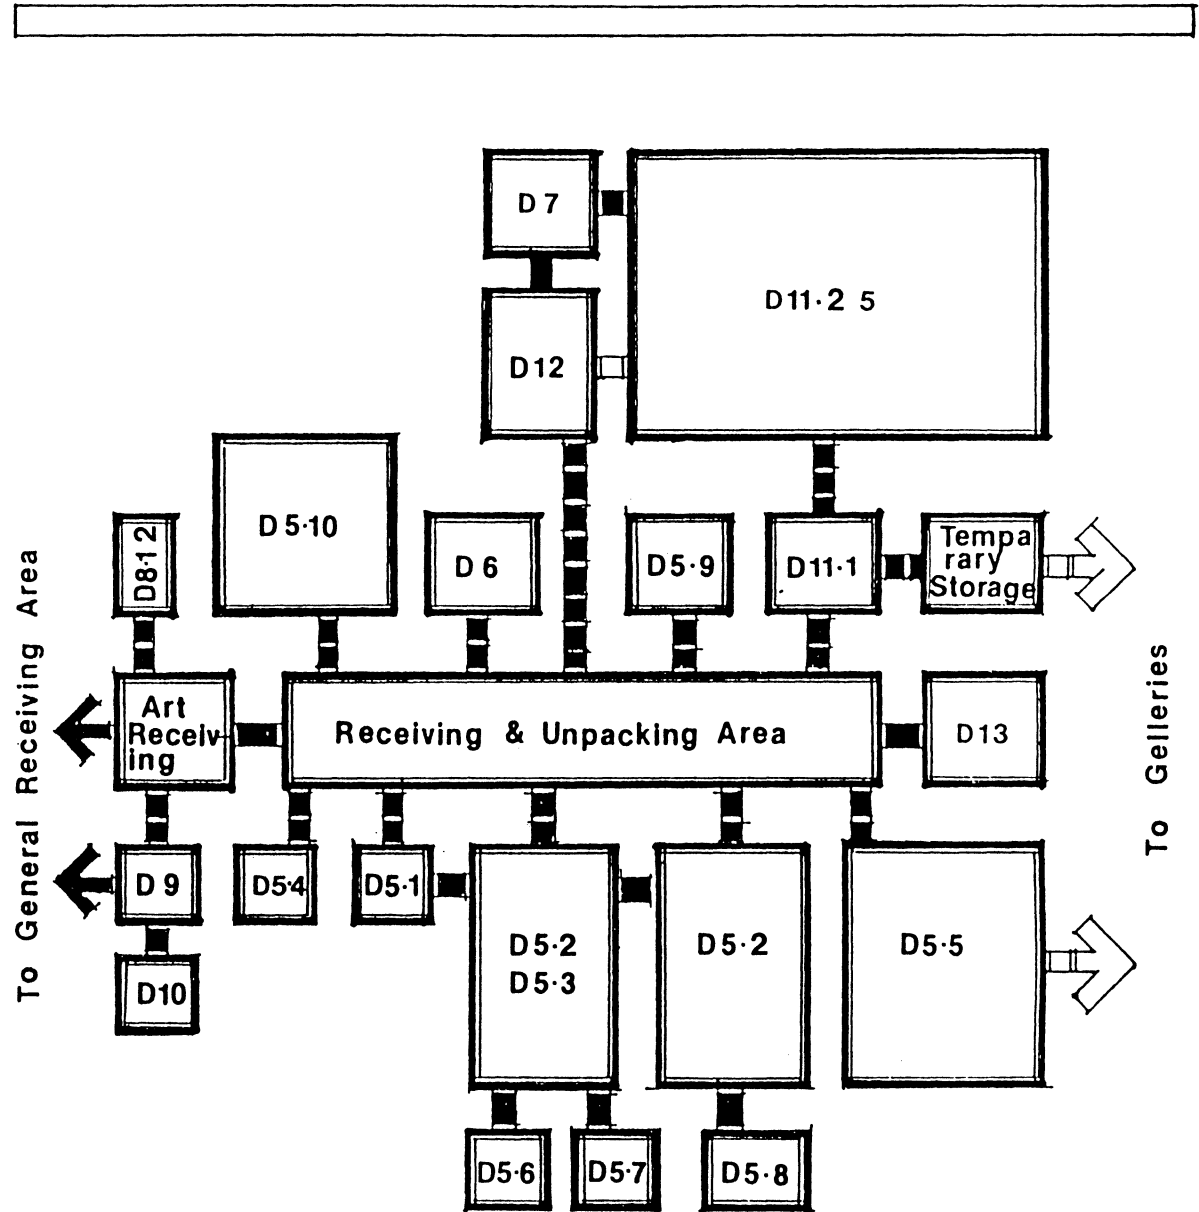 D 7
D11·2 5
D12
D8·1 2
D 5·10
D 6
D5·9
D11·1
Tempa
rary
Storage
Art
Receiv
ing
Receiving & Unpacking Area
D13
D 9
D5·4
D5·1
D5·2
D5·3
D5·2
D5·5
D10
D5·6
D5·7
D5·8
To General Receiving Area
To Gelleries